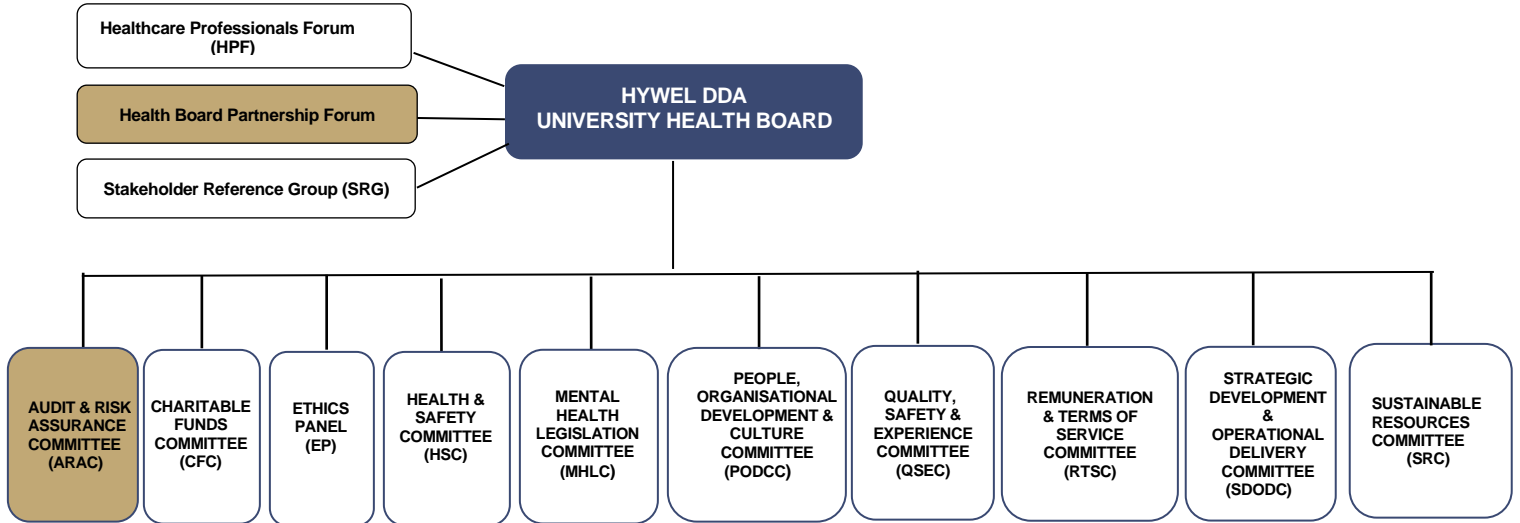 Healthcare Professionals Forum
(HPF)
Health Board Partnership Forum
Stakeholder Reference Group (SRG)
HYWEL DDA
UNIVERSITY HEALTH BOARD
AUDIT & RISK
ASSURANCE
COMMITTEE
(ARAC)
CHARITABLE
FUNDS
COMMITTEE
(CFC)
ETHICS
PANEL
(EP)
HEALTH &
SAFETY
COMMITTEE
(HSC)
MENTAL
HEALTH
LEGISLATION
COMMITTEE
(MHLC)
PEOPLE,
ORGANISATIONAL
DEVELOPMENT &
CULTURE
COMMITTEE
(PODCC)
QUALITY,
SAFETY &
EXPERIENCE
COMMITTEE
(QSEC)
REMUNERATION
& TERMS OF
SERVICE
COMMITTEE
(RTSC)
STRATEGIC
DEVELOPMENT
&
OPERATIONAL
DELIVERY
COMMITTEE
(SDODC)
SUSTAINABLE
RESOURCES
COMMITTEE
(SRC)